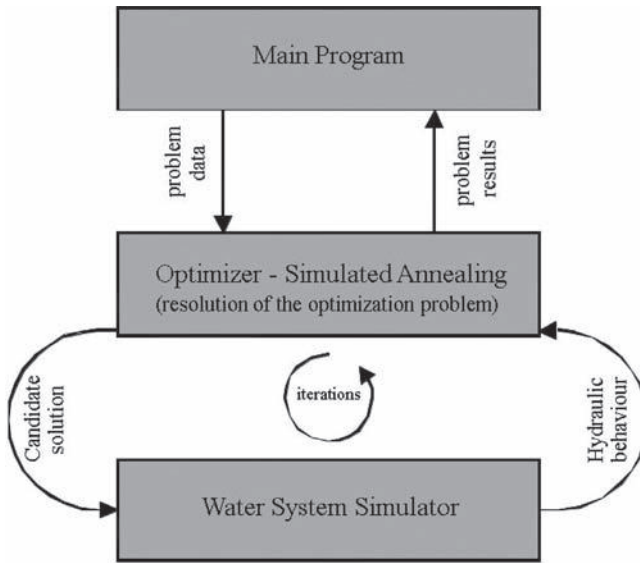 Main Program
problem
data
problem
results
Optimizer - Simulated Annealing
(resolution of the optimization problem)
Candidate
solution
iterations
Hydraulic
behaviour
Water System Simulator